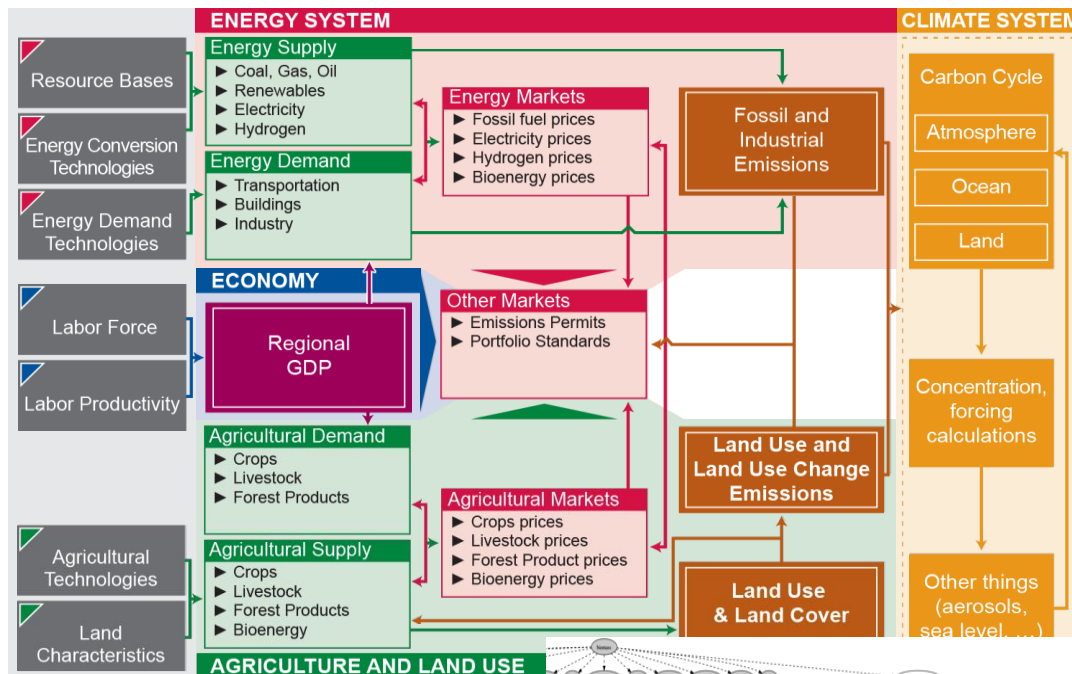 ENERGY SYSTEM
CLIMATE SYSTEM
Resource Bases
Energy Conversion
Technologies
Energy Demand
Technologies
Labor Force
Labor Productivity
Agricultural
Technologies
Land
Characteristics
Energy Supply
► Coal, Gas, Oil
► Renewables
► Electricity
► Hydrogen
Energy Demand
► Transportation
► Buildings
► Industry
Energy Markets
► Fossil fuel prices
► Electricity prices
► Hydrogen prices
► Bioenergy prices
Fossil and
Industrial
Emissions
ECONOMY
Regional
GDP
Other Markets
► Emissions Permits
► Portfolio Standards
Agricultural Demand
► Crops
► Livestock
► Forest Products
Agricultural Supply
► Crops
► Livestock
► Forest Products
► Bioenergy
Agricultural Markets
► Crops prices
► Livestock prices
► Forest Product prices
► Bioenergy prices
Land Use and
Land Use Change
Emissions
Land Use
& Land Cover
AGRICULTURE AND LAND USE
Carbon Cycle
Atmosphere
Ocean
Land
Concentration,
forcing
calculations
Other things
(aerosols,
sea level, …)